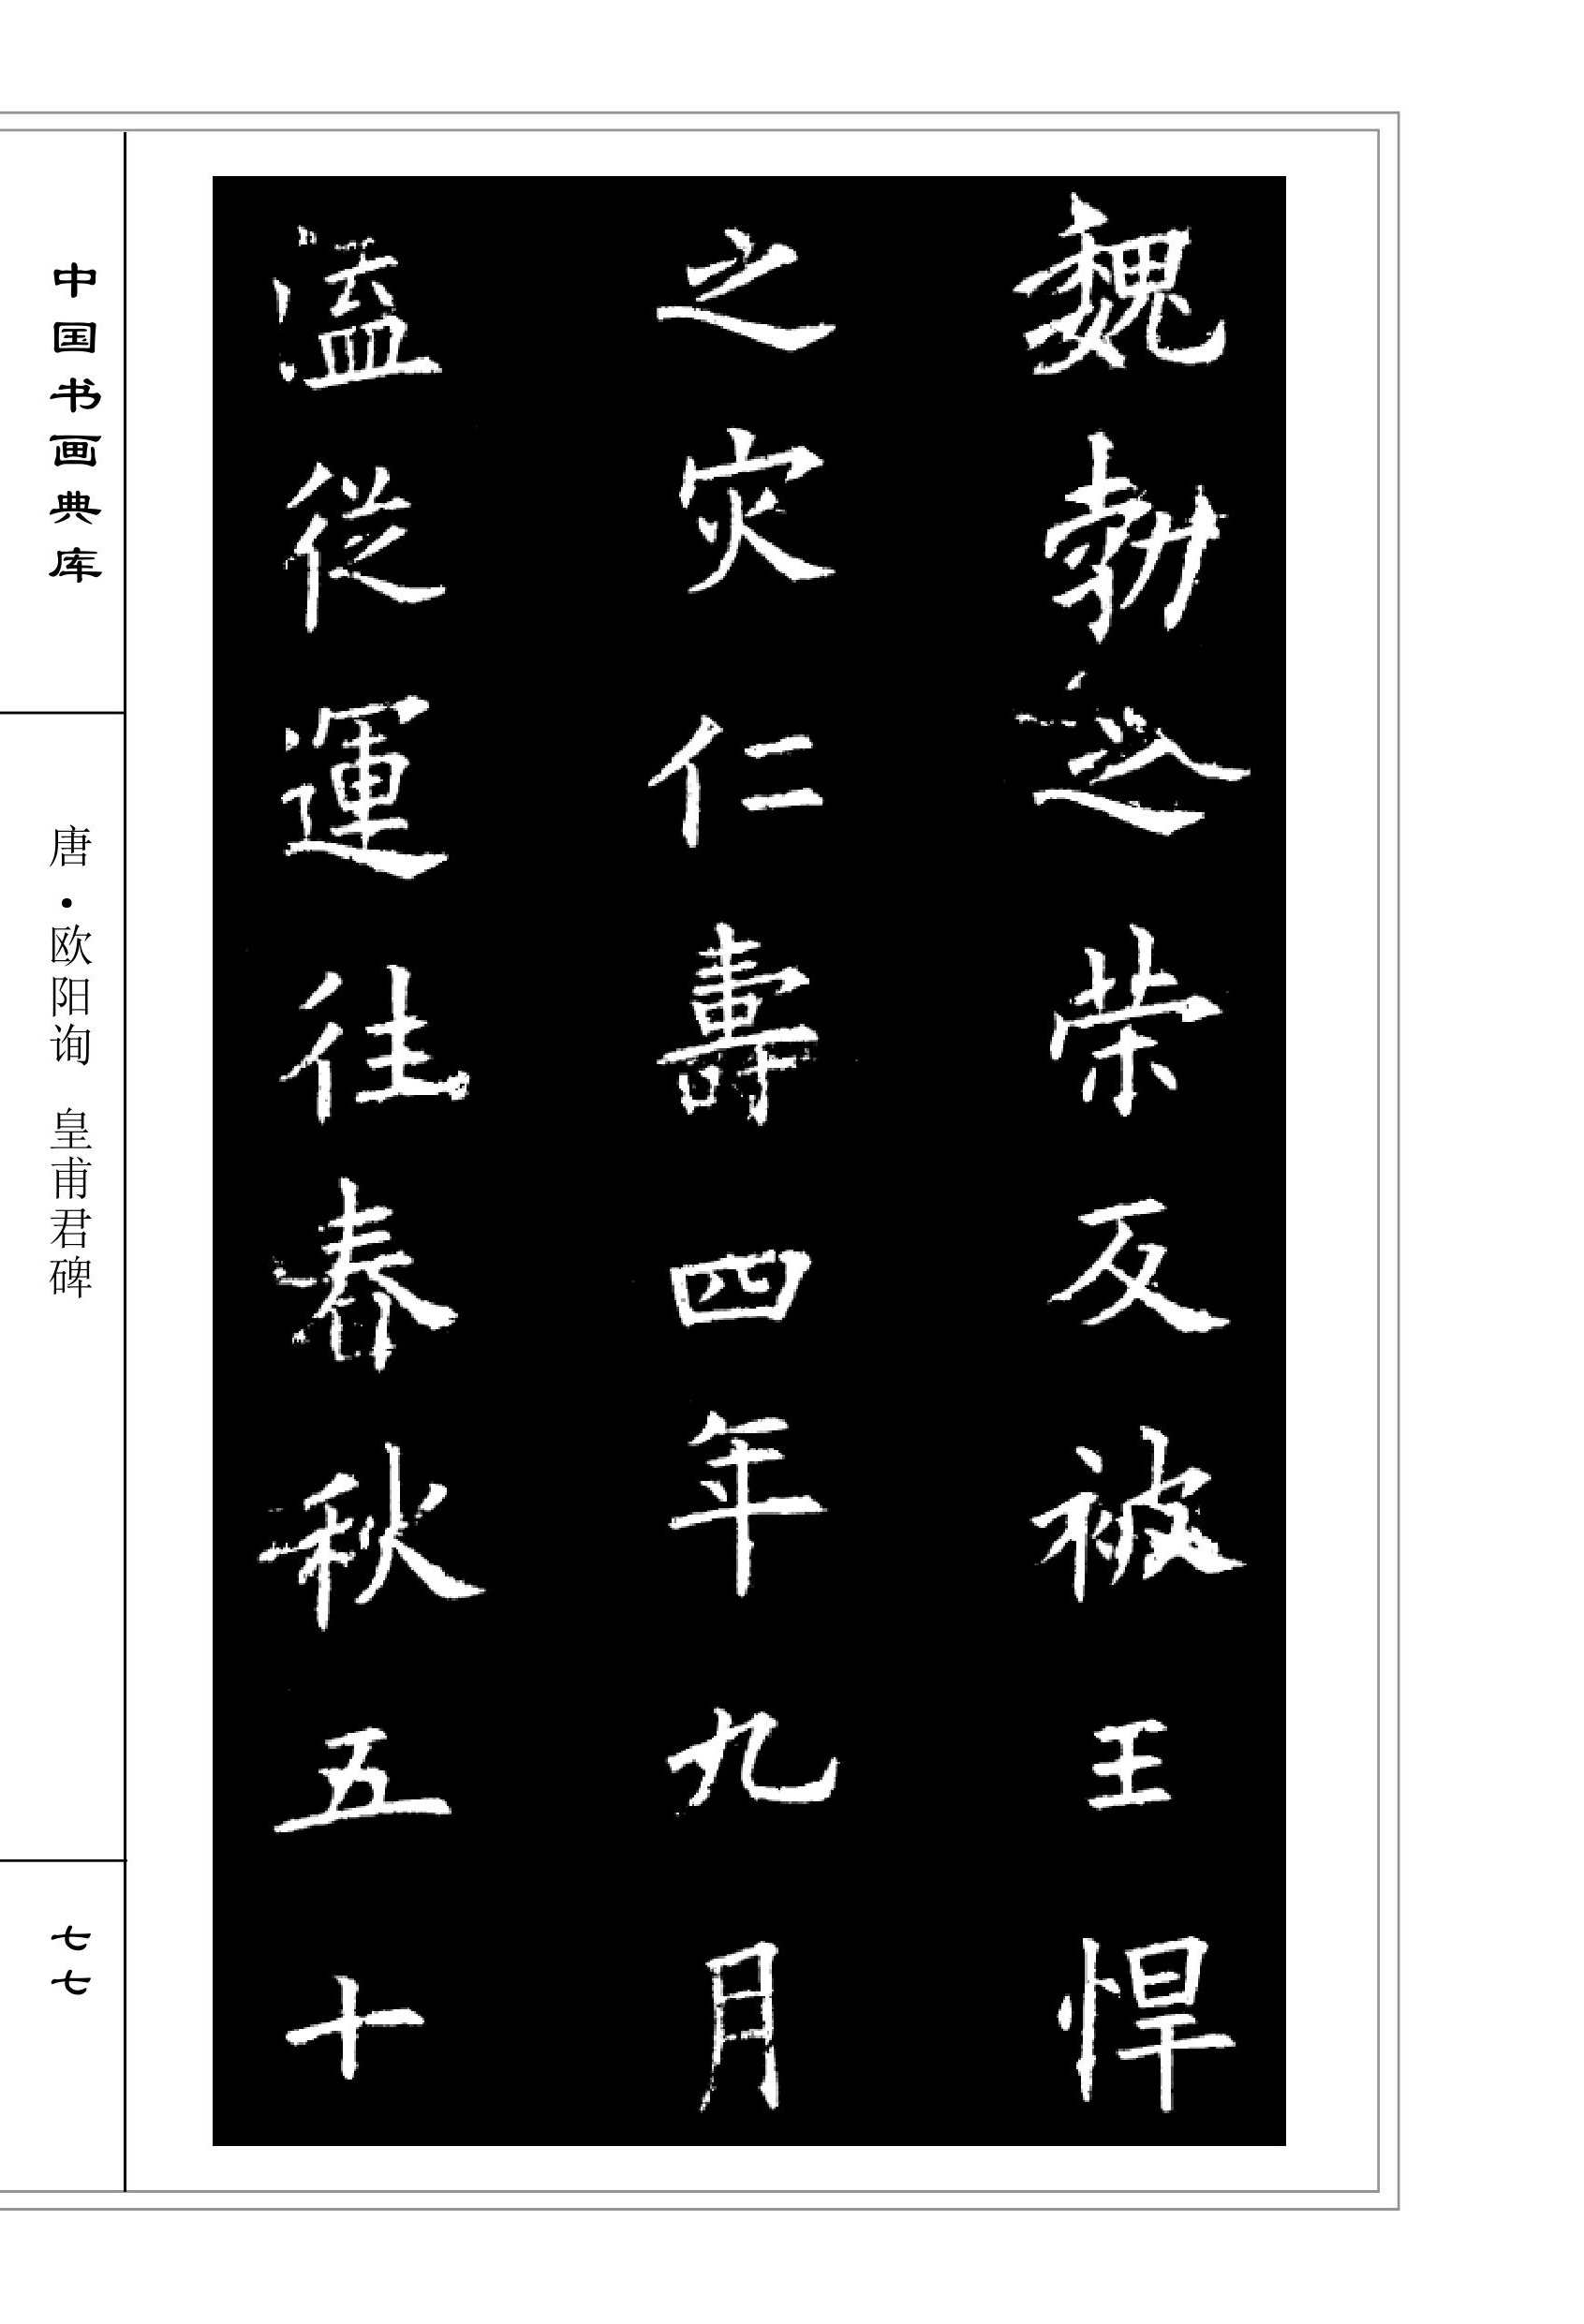 魏勃之荣反被王悍
之灾仁壽四年九月
溘從運往春秋五十
中国书画典库
唐·欧阳询 皇甫君碑
七七